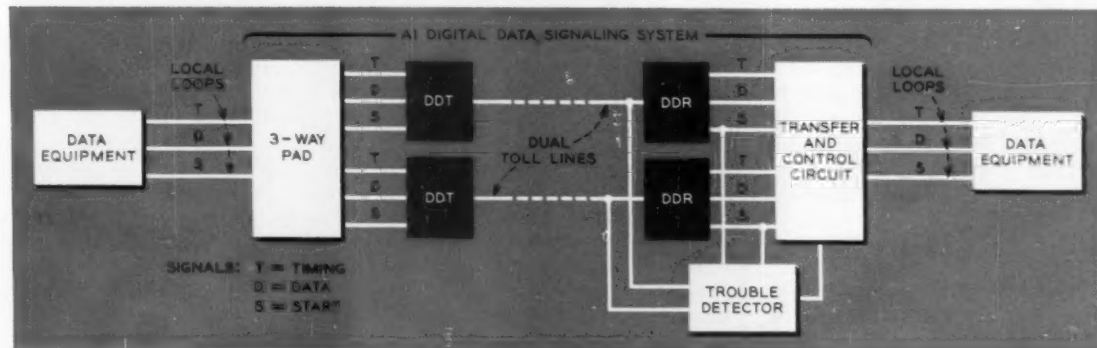 A1 DIGITAL DATA SIGNALING SYSTEM
LOCAL
LOOPS
T
D
S
DATA
EQUIPMENT
3-WAY
PAD
T
D
S
DDT
T
D
S
DDT
DUAL
TOLL LINES
DDR
T
D
S
DDR
T
D
S
TRANSFER
AND
CONTROL
CIRCUIT
LOCAL
LOOPS
T
D
S
DATA
EQUIPMENT
TROUBLE
DETECTOR
SIGNALS: T = TIMING
D = DATA
S = START